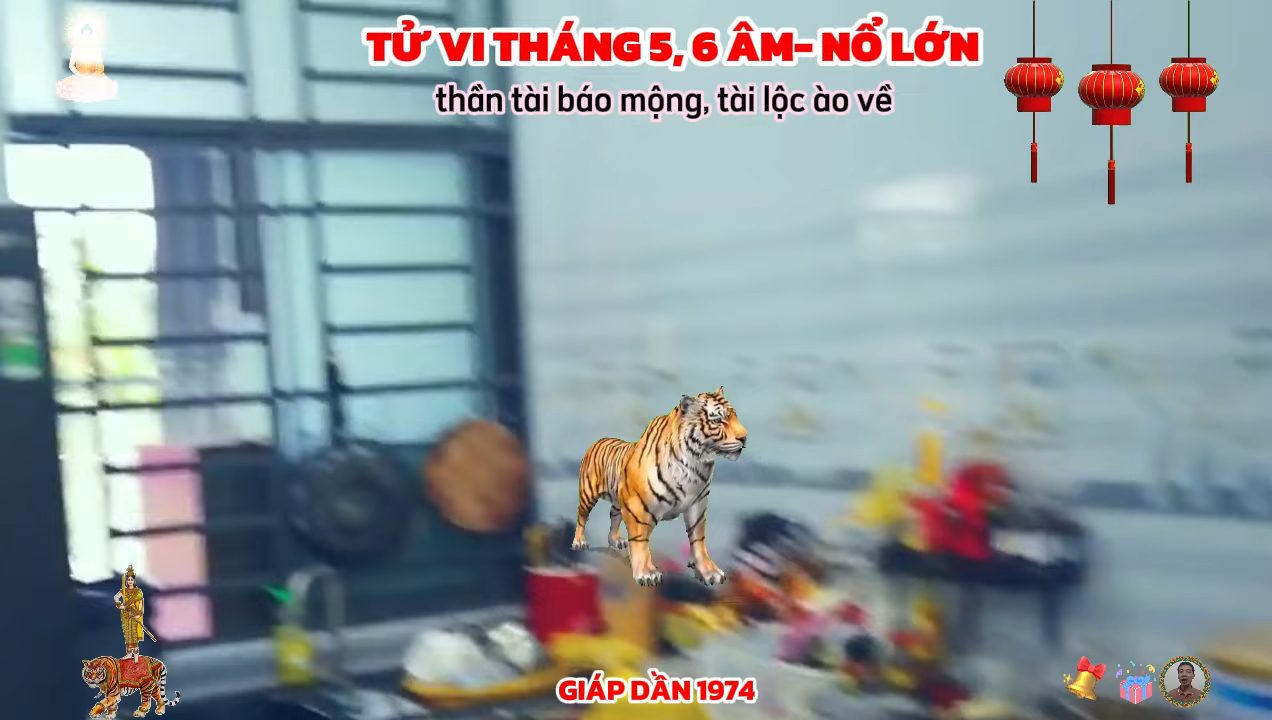 TỬ VI THÁNG 5, 6 ÂM- NỔ LỚN
thần tài báo mộng, tài lộc ào về
GIÁP DẦN 1974